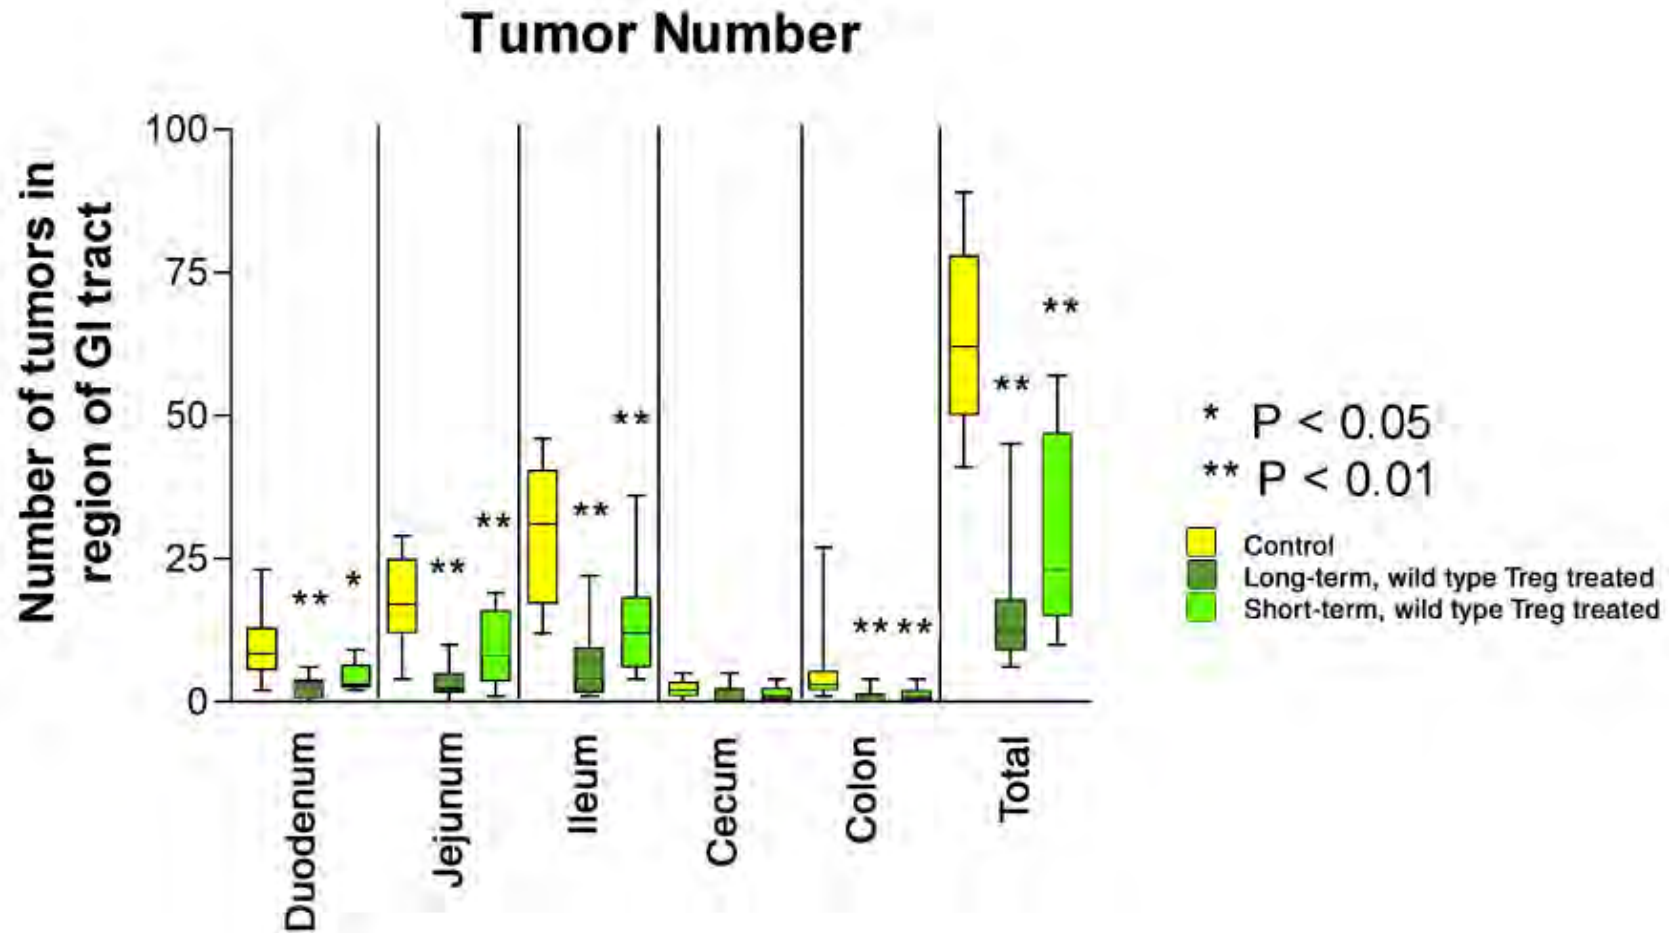 Tumor Number
Number of tumors in
region of GI tract
100
75
50
25
0
** *
** **
** **
** **
** **
Duodenum
Jejunum
Ileum
Cecum
Colon
Total
* P < 0.05
** P < 0.01
Control
Long-term, wild type Treg treated
Short-term, wild type Treg treated